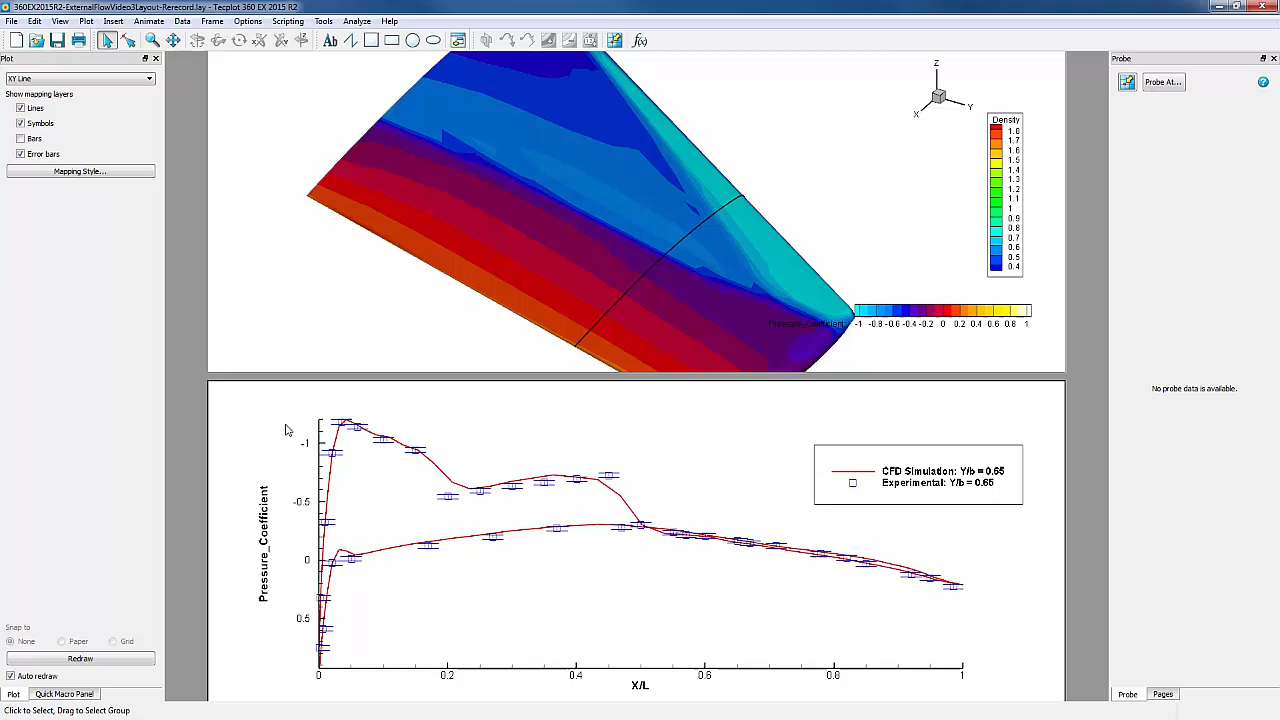 360EX2015R2-ExternalFlowVideo3Layout-Rerecord.lay - Tecplot 360 EX 2015 R2
File Edit View Plot Insert Animate Data Frame Options Scripting Tools Analyze Help
Ab f(x)
Plot
XY Line
Show mapping layers
Lines
Symbols
Bars
Error bars
Mapping Style...
Snap to
None Paper Grid
Redraw
Auto redraw
Plot Quick Macro Panel
Click to Select, Drag to Select Group
Z
Y
X
Density
1.8
1.7
1.6
1.5
1.4
1.3
1.2
1.1
1
0.9
0.8
0.7
0.6
0.5
0.4
Pressure_Coefficient -1 -0.8 -0.6 -0.4 -0.2 0 0.2 0.4 0.6 0.8 1
Pressure_Coefficient
-1
-0.5
0
0.5
CFD Simulation: Y/b = 0.65
Experimental: Y/b = 0.65
0 0.2 0.4 0.6 0.8 1
X/L
Probe
Probe At...
No probe data is available.
Probe Pages